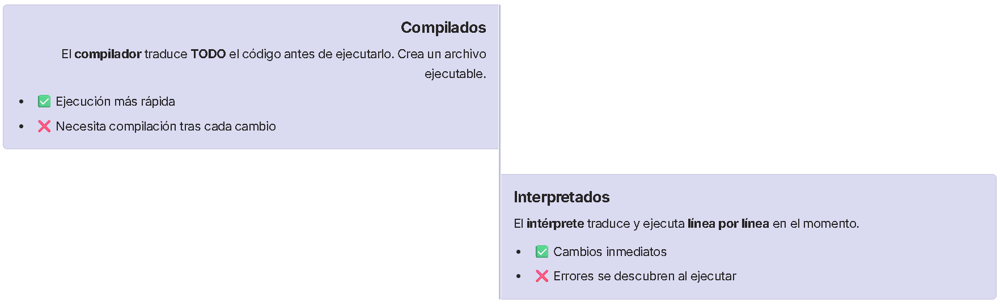 Compilados
El compilador traduce TODO el código antes de ejecutarlo. Crea un archivo
ejecutable.
• ✅ Ejecución más rápida
• ❌ Necesita compilación tras cada cambio
Interpretados
El intérprete traduce y ejecuta línea por línea en el momento.
• ✅ Cambios inmediatos
• ❌ Errores se descubren al ejecutar